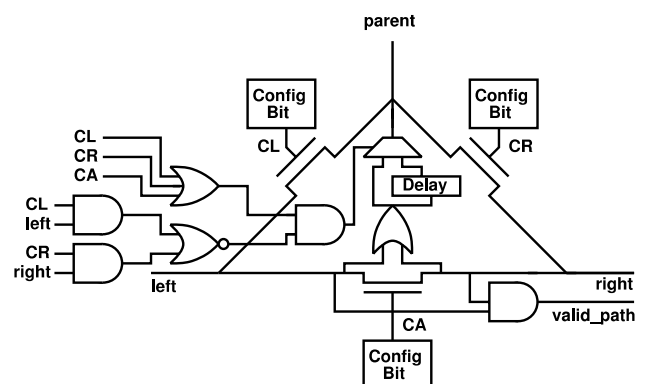 parent
Config
Bit
Config
Bit
CL
CR
CL
CR
CA
Delay
CL
left
CR
right
left
right
valid_path
CA
Config
Bit